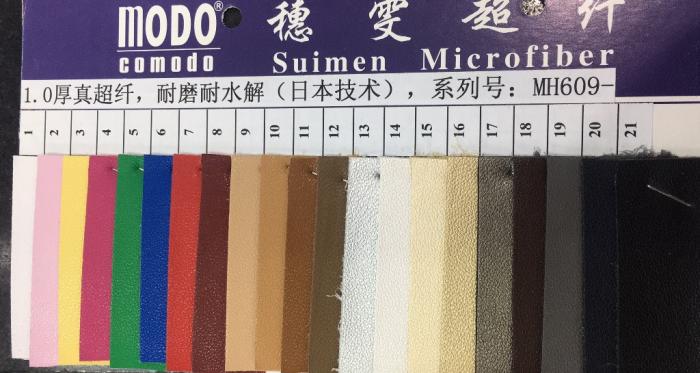 MODO®
comodo
穗雯超纤
Suimen Microfiber
1.0厚真超纤，耐磨耐水解（日本技术），系列号：MH609-
1 2 3 4 5 6 7 8 9 10 11 12 13 14 15 16 17 18 19 20 21